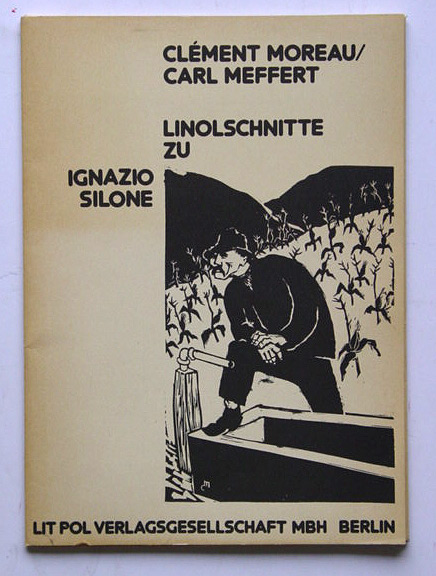 CLÉMENT MOREAU/
CARL MEFFERT
LINOLSCHNITTE
ZU
IGNAZIO
SILONE
LIT POL VERLAGSGESELLSCHAFT MBH BERLIN